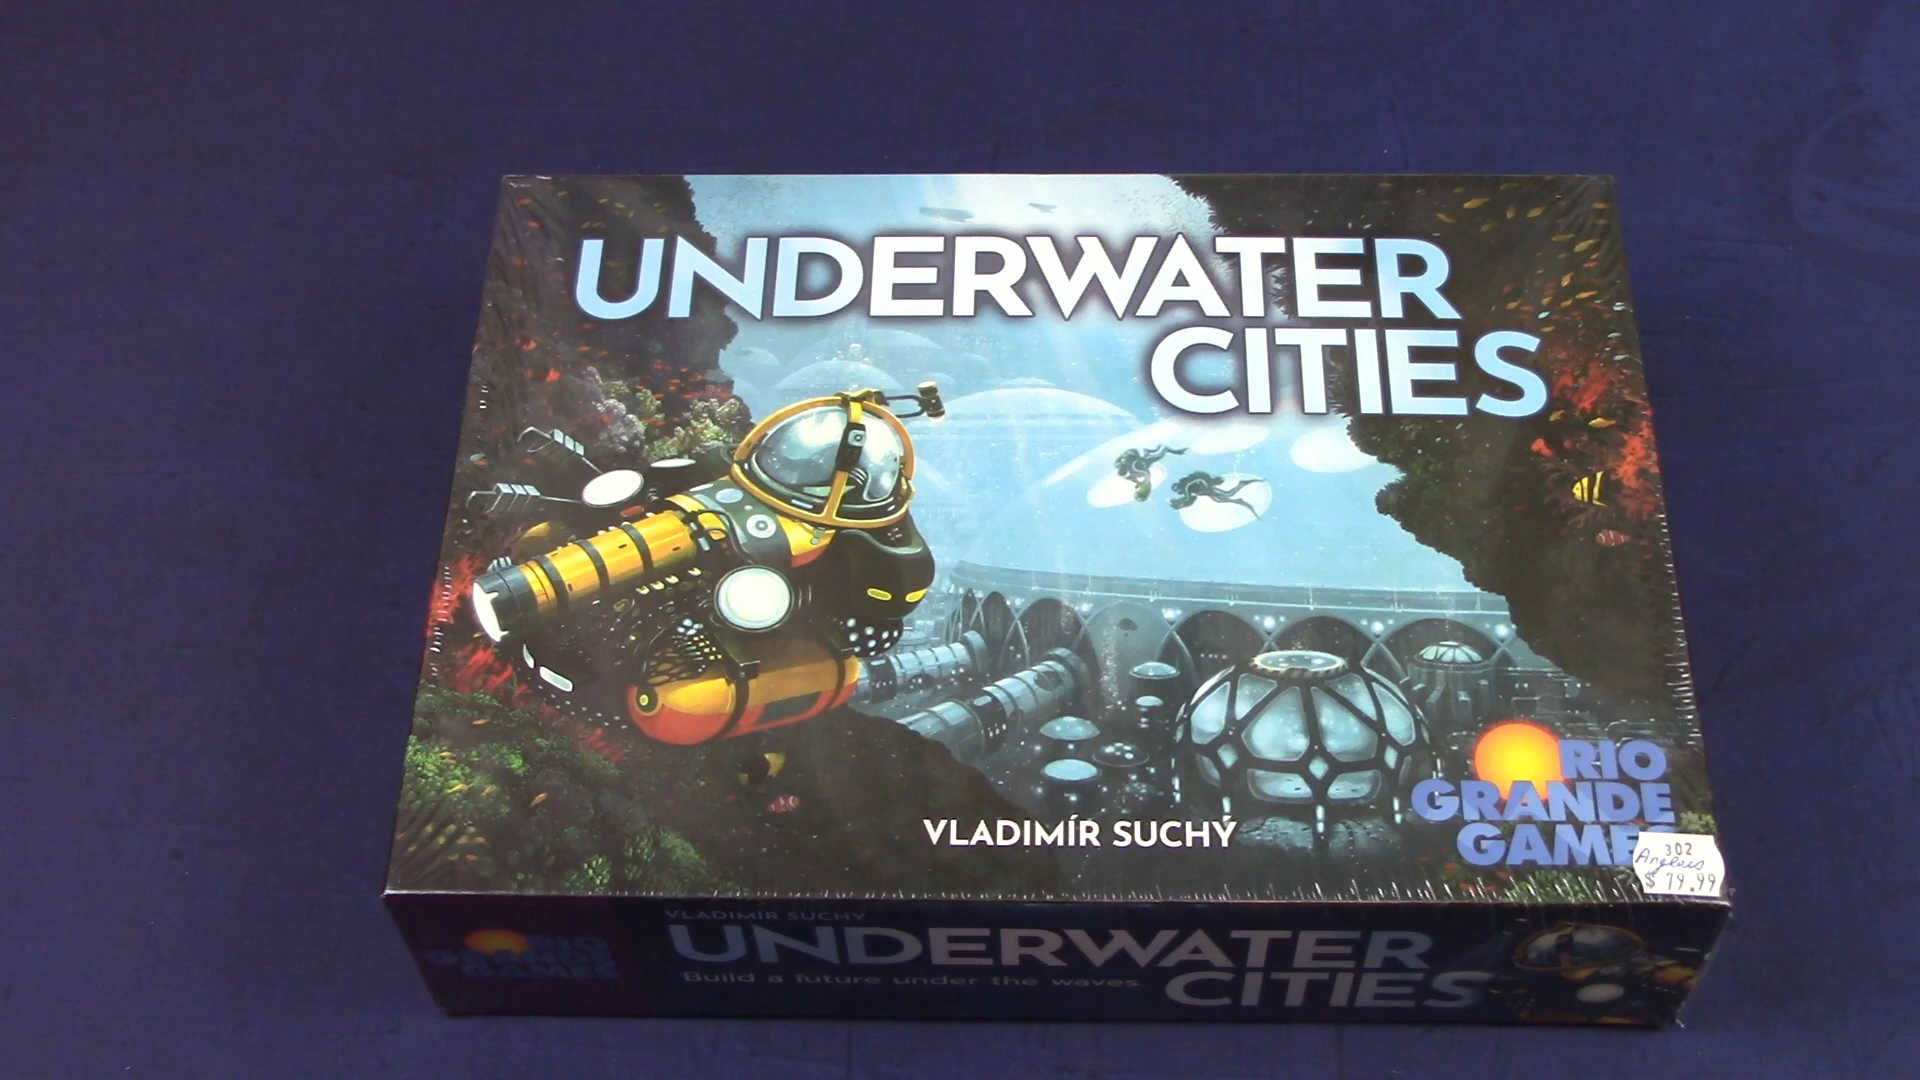 UNDERWATER
CITIES
VLADIMÍR SUCHÝ
RIO
GRANDE
GAMES
302
Anglais
$ 79.99
VLADIMÍR SUCHY
UNDERWATER
CITIES
Build a future under the waves
RIO
GRANDE
GAMES